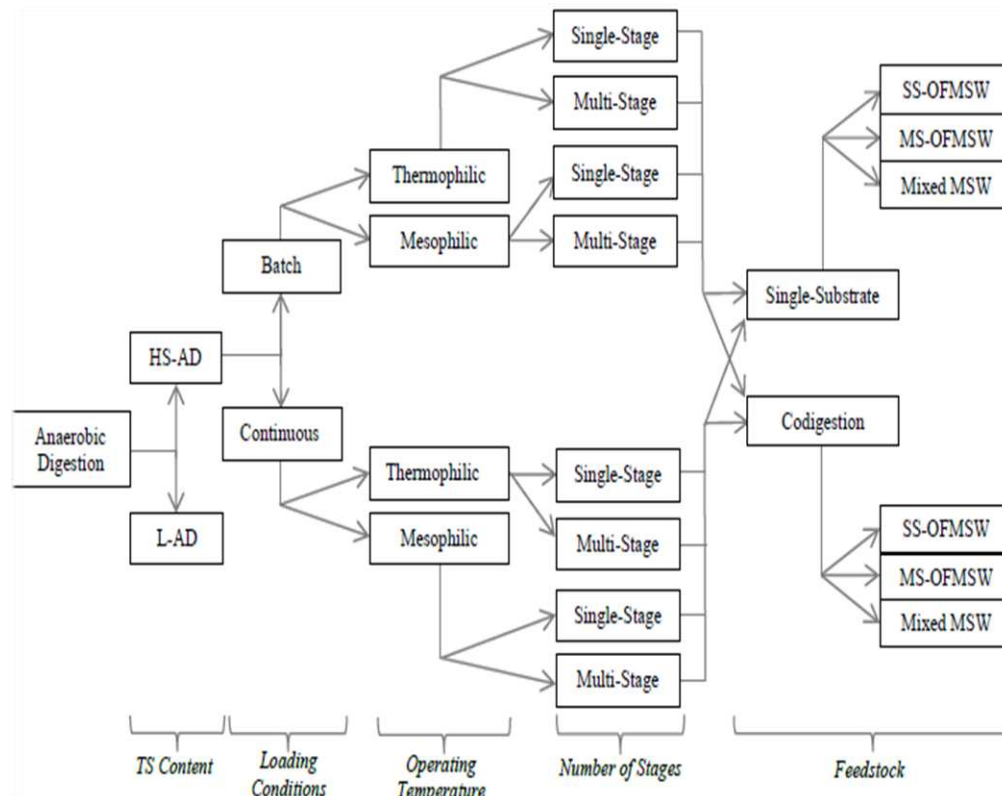 Anaerobic
Digestion
HS-AD
L-AD
Batch
Continuous
Thermophilic
Mesophilic
Thermophilic
Mesophilic
Single-Stage
Multi-Stage
Single-Stage
Multi-Stage
Single-Stage
Multi-Stage
Single-Stage
Multi-Stage
Single-Substrate
Codigestion
SS-OFMSW
MS-OFMSW
Mixed MSW
SS-OFMSW
MS-OFMSW
Mixed MSW
TS Content
Loading
Conditions
Operating
Temperature
Number of Stages
Feedstock